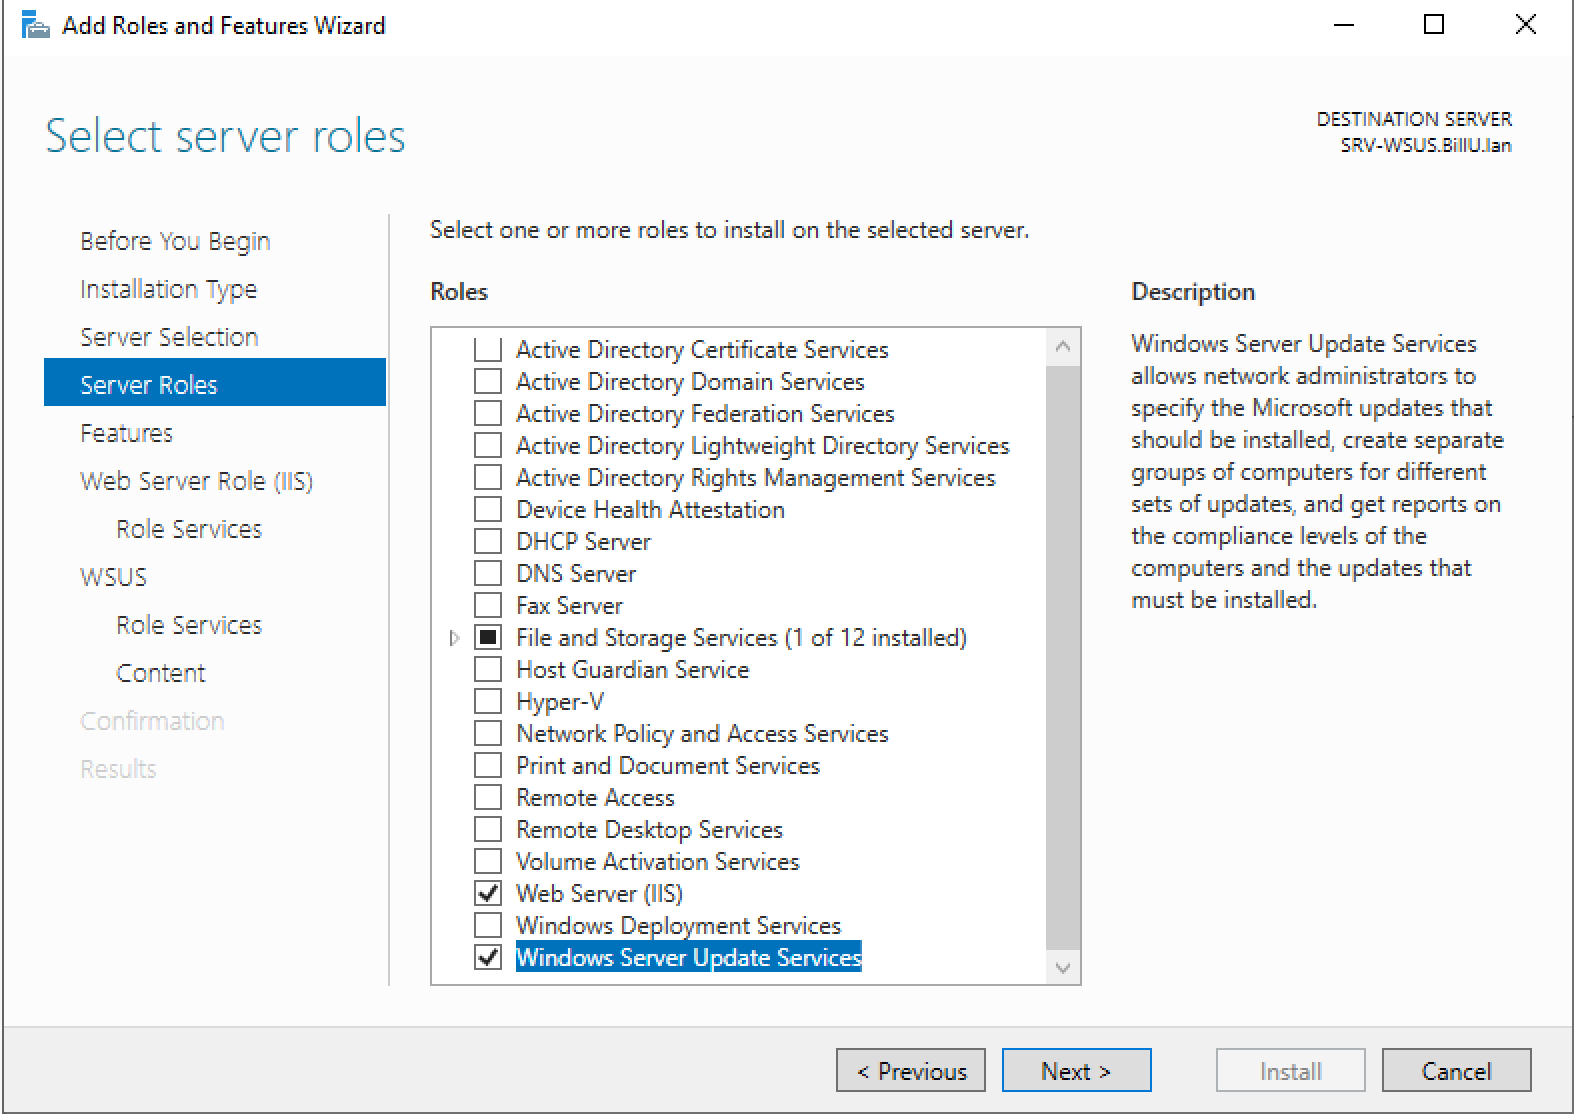 Add Roles and Features Wizard
Select server roles
DESTINATION SERVER
SRV-WSUS.BillU.lan
Before You Begin
Installation Type
Server Selection
Server Roles
Features
Web Server Role (IIS)
Role Services
WSUS
Role Services
Content
Confirmation
Results
Select one or more roles to install on the selected server.
Roles
Active Directory Certificate Services
Active Directory Domain Services
Active Directory Federation Services
Active Directory Lightweight Directory Services
Active Directory Rights Management Services
Device Health Attestation
DHCP Server
DNS Server
Fax Server
File and Storage Services (1 of 12 installed)
Host Guardian Service
Hyper-V
Network Policy and Access Services
Print and Document Services
Remote Access
Remote Desktop Services
Volume Activation Services
Web Server (IIS)
Windows Deployment Services
Windows Server Update Services
Description
Windows Server Update Services
allows network administrators to
specify the Microsoft updates that
should be installed, create separate
groups of computers for different
sets of updates, and get reports on
the compliance levels of the
computers and the updates that
must be installed.
< Previous
Next >
Install
Cancel